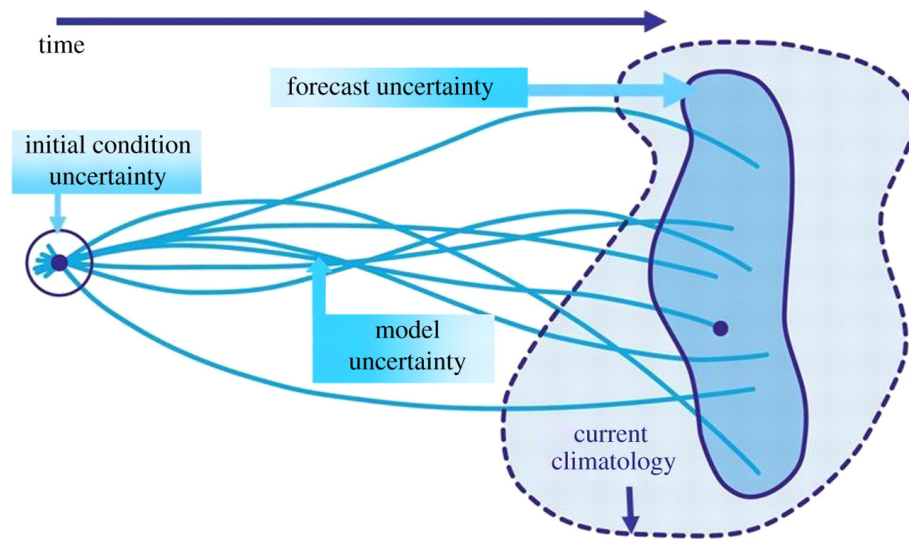 time
forecast uncertainty
initial condition
uncertainty
model
uncertainty
current
climatology